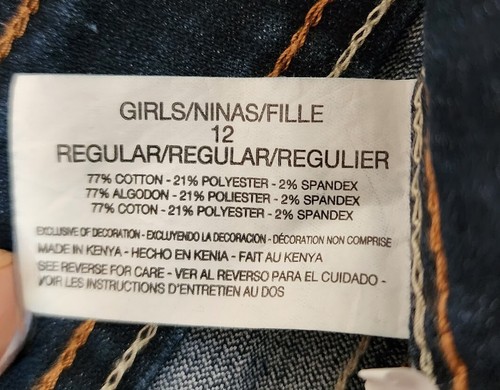 GIRLS/NINAS/FILLE
12
REGULAR/REGULAR/REGULIER
77% COTTON - 21% POLYESTER - 2% SPANDEX
77% ALGODON - 21% POLIESTER - 2% SPANDEX
77% COTON - 21% POLYESTER - 2% SPANDEX
EXCLUSIVE OF DECORATION - EXCLUYENDO LA DECORACION - DÉCORATION NON COMPRISE
MADE IN KENYA - HECHO EN KENIA - FAIT AU KENYA
SEE REVERSE FOR CARE - VER AL REVERSO PARA EL CUIDADO -
VOIR LES INSTRUCTIONS D'ENTRETIEN AU DOS